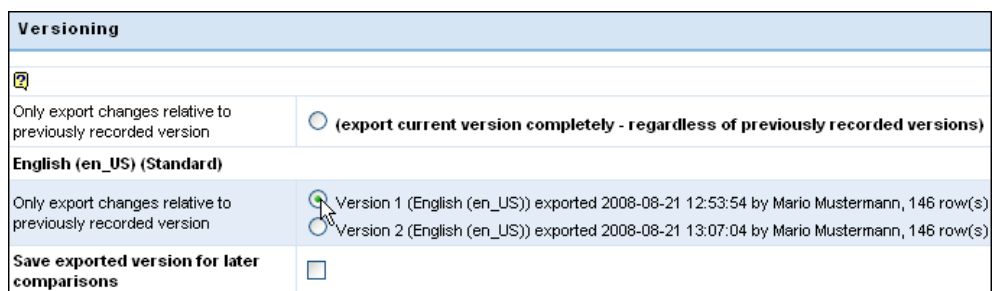 Versioning
Only export changes relative to
previously recorded version
(export current version completely - regardless of previously recorded versions)
English (en_US) (Standard)
Only export changes relative to
previously recorded version
Version 1 (English (en_US)) exported 2008-08-21 12:53:54 by Mario Mustermann, 146 row(s)
Version 2 (English (en_US)) exported 2008-08-21 13:07:04 by Mario Mustermann, 146 row(s)
Save exported version for later
comparisons